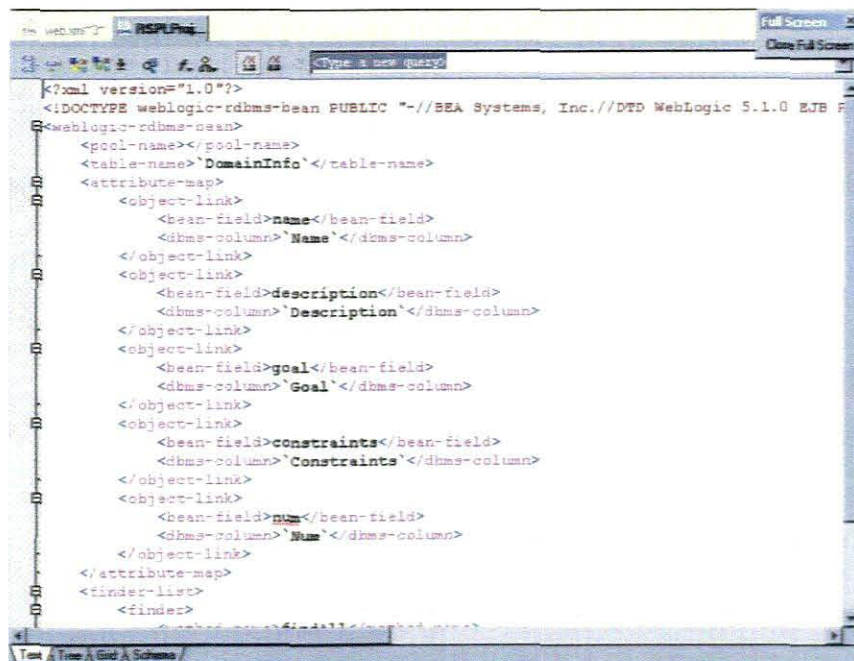 web.xml RSPLProj...
Full Screen
Close Full Screen
<Type a new query>
<?xml version="1.0"?>
<!DOCTYPE weblogic-rdbms-bean PUBLIC "-//BEA Systems, Inc.//DTD WebLogic 5.1.0 EJB
<weblogic-rdbms-bean>
<pool-name></pool-name>
<table-name>`DomainInfo`</table-name>
<attribute-map>
<object-link>
<bean-field>name</bean-field>
<dbms-column>`Name`</dbms-column>
</object-link>
<object-link>
<bean-field>description</bean-field>
<dbms-column>`Description`</dbms-column>
</object-link>
<object-link>
<bean-field>goal</bean-field>
<dbms-column>`Goal`</dbms-column>
</object-link>
<object-link>
<bean-field>constraints</bean-field>
<dbms-column>`Constraints`</dbms-column>
</object-link>
<object-link>
<bean-field>num</bean-field>
<dbms-column>`Num`</dbms-column>
</object-link>
</attribute-map>
<finder-list>
<finder>
<method-name>findAll</method-name>
Text Tree Grid Schema